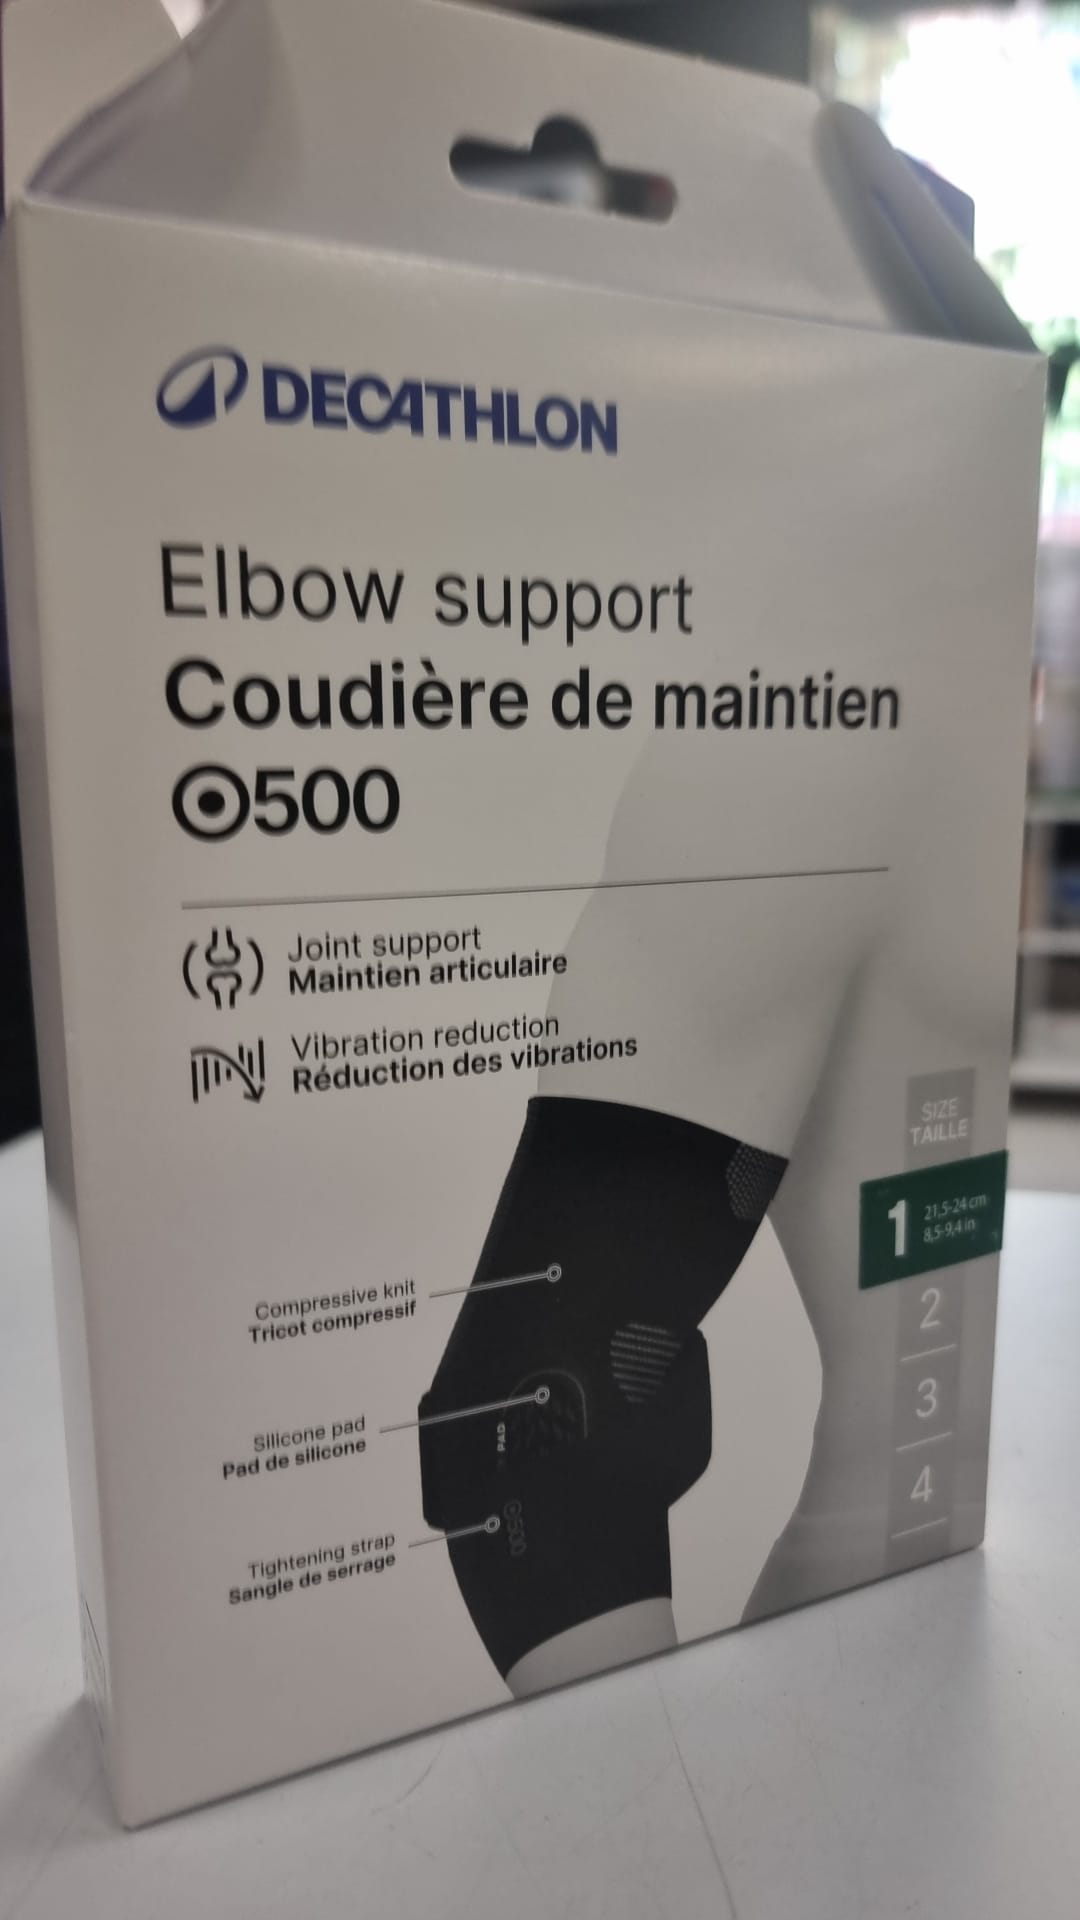 DECATHLON
Elbow support
Coudière de maintien
500
Joint support
Maintien articulaire
Vibration reduction
Réduction des vibrations
SIZE
TAILLE
1
21,5-24 cm
8,5-9,4 in
2
3
4
Compressive knit
Tricot compressif
Silicone pad
Pad de silicone
PAD
Tightening strap
Sangle de serrage
500